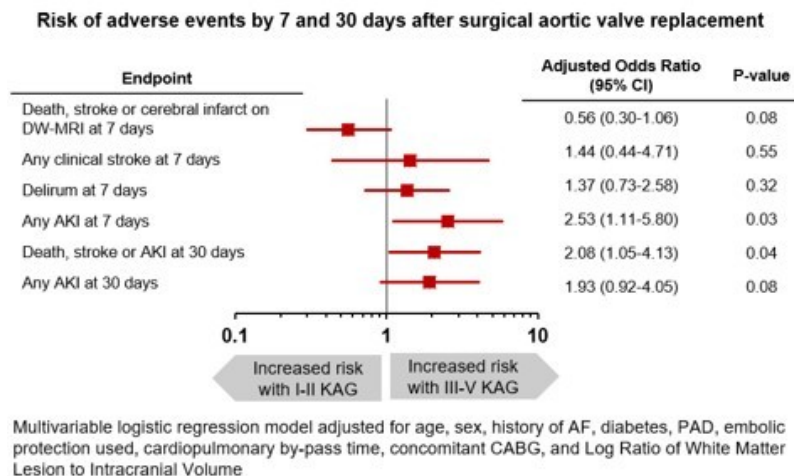 Risk of adverse events by 7 and 30 days after surgical aortic valve replacement
Endpoint
Adjusted Odds Ratio
(95% CI)
P-value
Death, stroke or cerebral infarct on
DW-MRI at 7 days
0.56 (0.30-1.06) 0.08
Any clinical stroke at 7 days 1.44 (0.44-4.71) 0.55
Delirum at 7 days 1.37 (0.73-2.58) 0.32
Any AKI at 7 days 2.53 (1.11-5.80) 0.03
Death, stroke or AKI at 30 days 2.08 (1.05-4.13) 0.04
Any AKI at 30 days 1.93 (0.92-4.05) 0.08
0.1 1 10
Increased risk
with I-II KAG
Increased risk
with III-V KAG
Multivariable logistic regression model adjusted for age, sex, history of AF, diabetes, PAD, embolic
protection used, cardiopulmonary by-pass time, concomitant CABG, and Log Ratio of White Matter
Lesion to Intracranial Volume